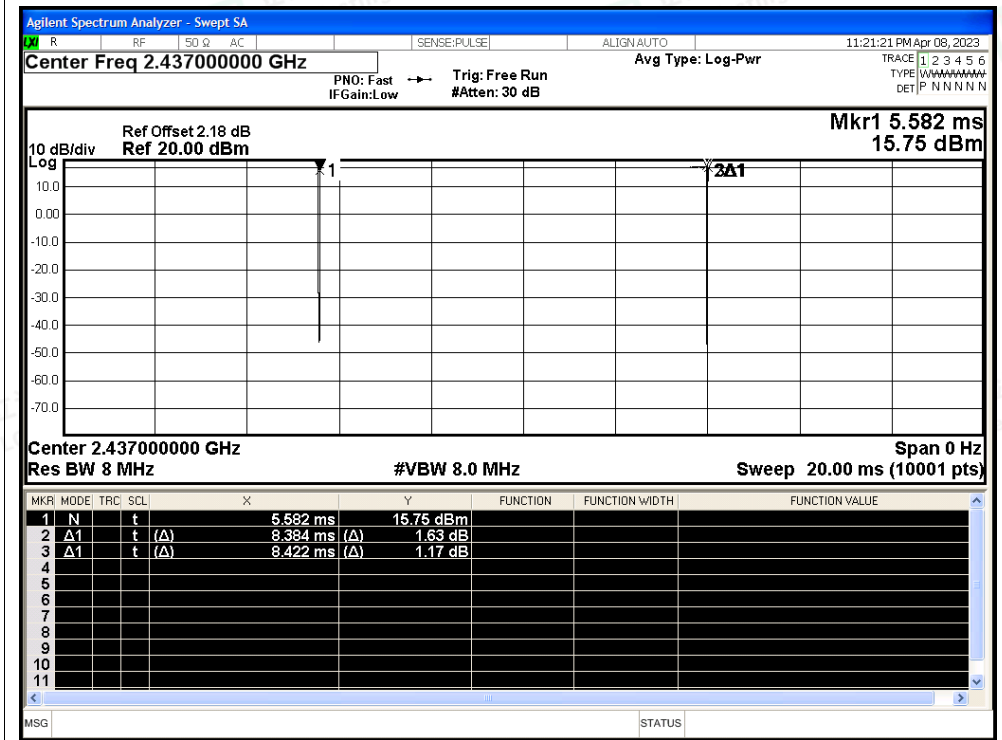 Agilent Spectrum Analyzer - Swept SA
LXI R RF 50 Ω AC SENSE:PULSE ALIGN AUTO 11:21:21 PM Apr 08, 2023
Center Freq 2.437000000 GHz Avg Type: Log-Pwr TRACE 1 2 3 4 5 6
PNO: Fast Trig: Free Run TYPE WWWWWW
IFGain:Low #Atten: 30 dB DET P N N N N N
Mkr1 5.582 ms
Ref Offset 2.18 dB
10 dB/div Ref 20.00 dBm 15.75 dBm
Log
1 3Δ1
10.0
0.00
-10.0
-20.0
-30.0
-40.0
-50.0
-60.0
-70.0
Center 2.437000000 GHz Span 0 Hz
Res BW 8 MHz #VBW 8.0 MHz Sweep 20.00 ms (10001 pts)
MKR MODE TRC SCL X Y FUNCTION FUNCTION WIDTH FUNCTION VALUE
1 N t 5.582 ms 15.75 dBm
2 Δ1 t (Δ) 8.384 ms (Δ) 1.63 dB
3 Δ1 t (Δ) 8.422 ms (Δ) 1.17 dB
4
5
6
7
8
9
10
11
MSG STATUS